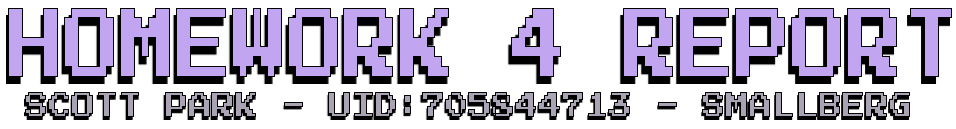 HOMEWORK 4 REPORT
SCOTT PARK - UID:705844713 - SMALLBERG